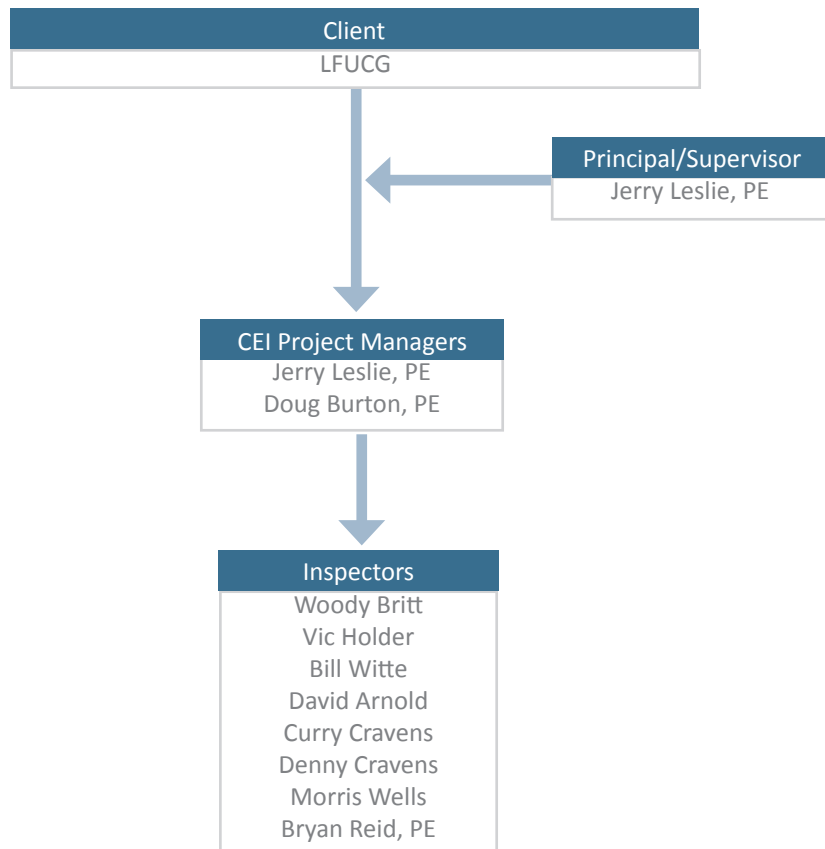 Client
LFUCG
Principal/Supervisor
Jerry Leslie, PE
CEI Project Managers
Jerry Leslie, PE
Doug Burton, PE
Inspectors
Woody Britt
Vic Holder
Bill Witte
David Arnold
Curry Cravens
Denny Cravens
Morris Wells
Bryan Reid, PE